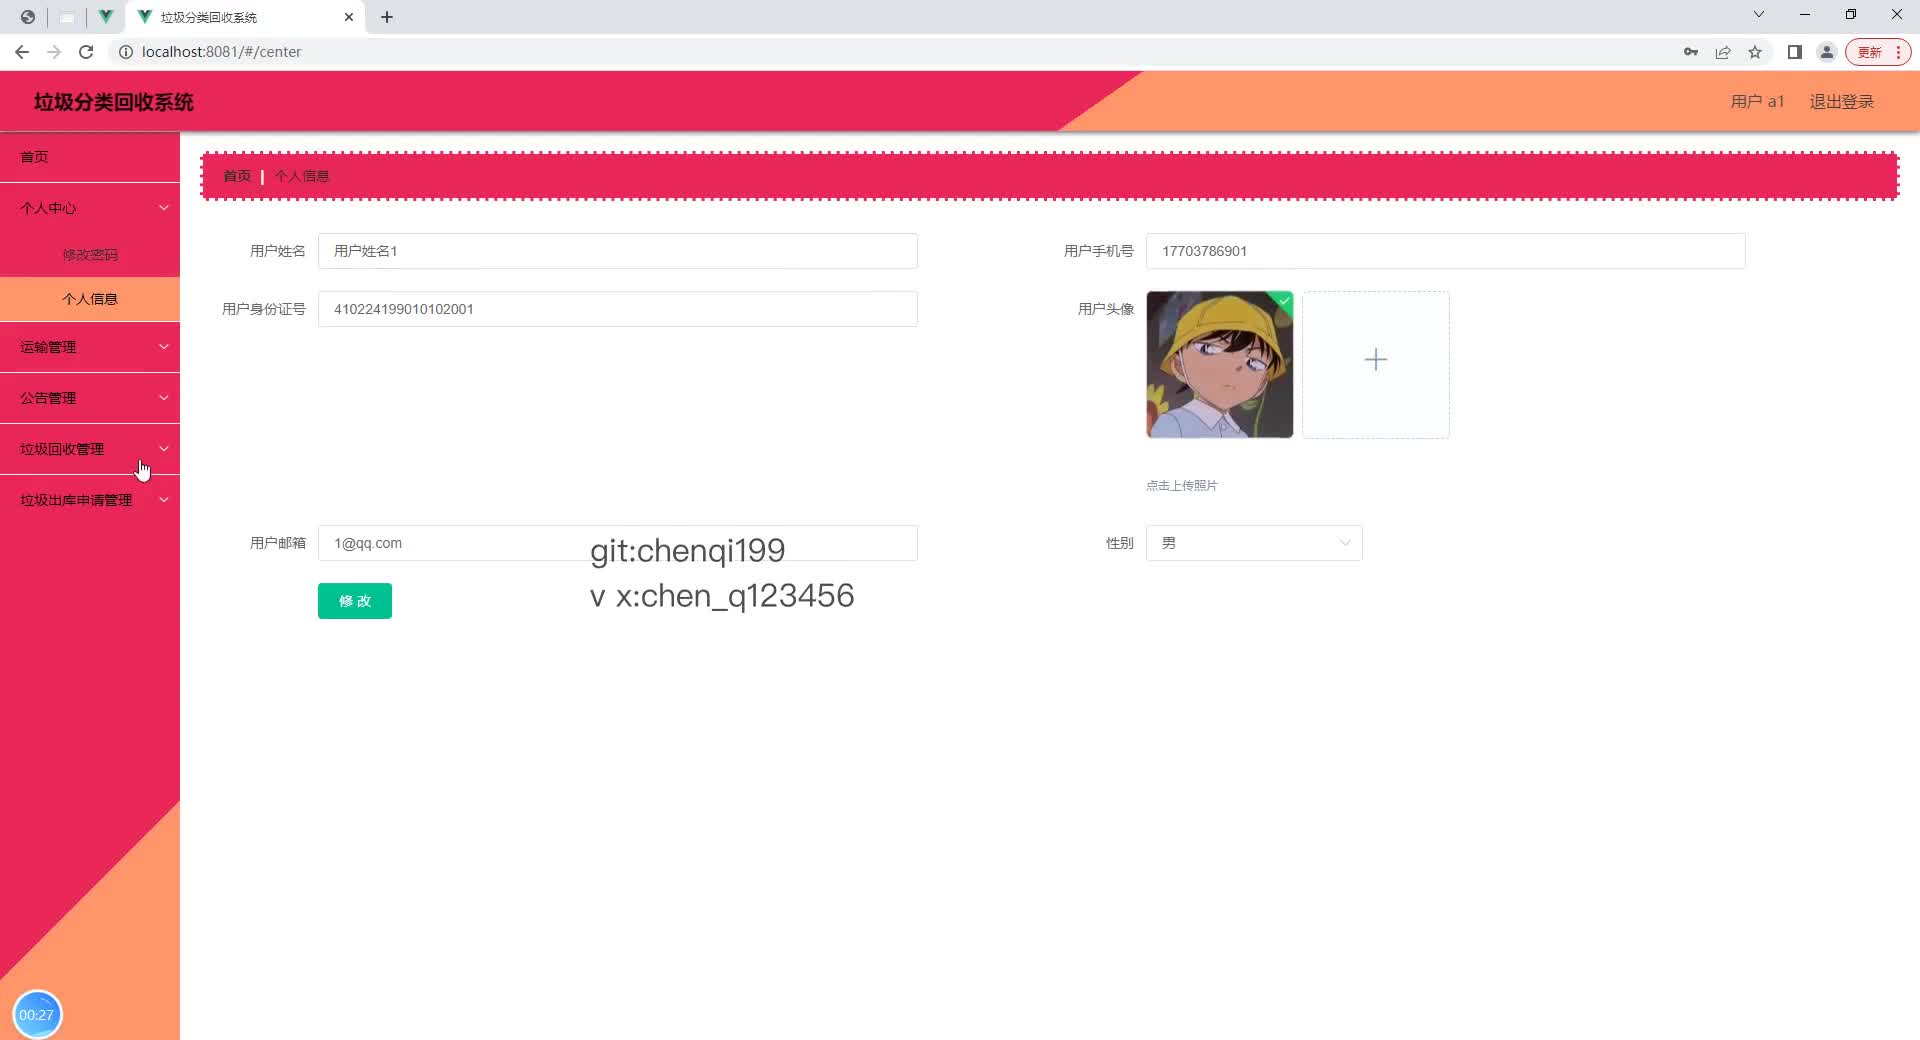 垃圾分类回收系统
localhost:8081/#/center
更新
垃圾分类回收系统
用户 a1
退出登录
首页
个人中心
修改密码
个人信息
运输管理
公告管理
垃圾回收管理
垃圾出库申请管理
首页 | 个人信息
用户姓名 用户姓名1
用户手机号 17703786901
用户身份证号 410224199010102001
用户头像
点击上传照片
用户邮箱 1@qq.com
性别 男
git:chenqi199
v x:chen_q123456
修 改
00:27